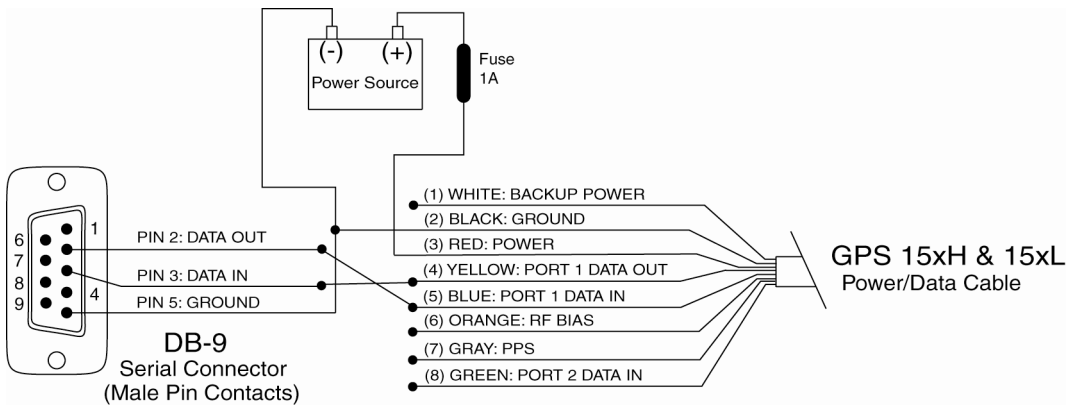 (-)
(+)
Power Source
Fuse
1A
1
6
7
8
9
4
PIN 2: DATA OUT
PIN 3: DATA IN
PIN 5: GROUND
DB-9
Serial Connector
(Male Pin Contacts)
(1) WHITE: BACKUP POWER
(2) BLACK: GROUND
(3) RED: POWER
(4) YELLOW: PORT 1 DATA OUT
(5) BLUE: PORT 1 DATA IN
(6) ORANGE: RF BIAS
(7) GRAY: PPS
(8) GREEN: PORT 2 DATA IN
GPS 15xH & 15xL
Power/Data Cable